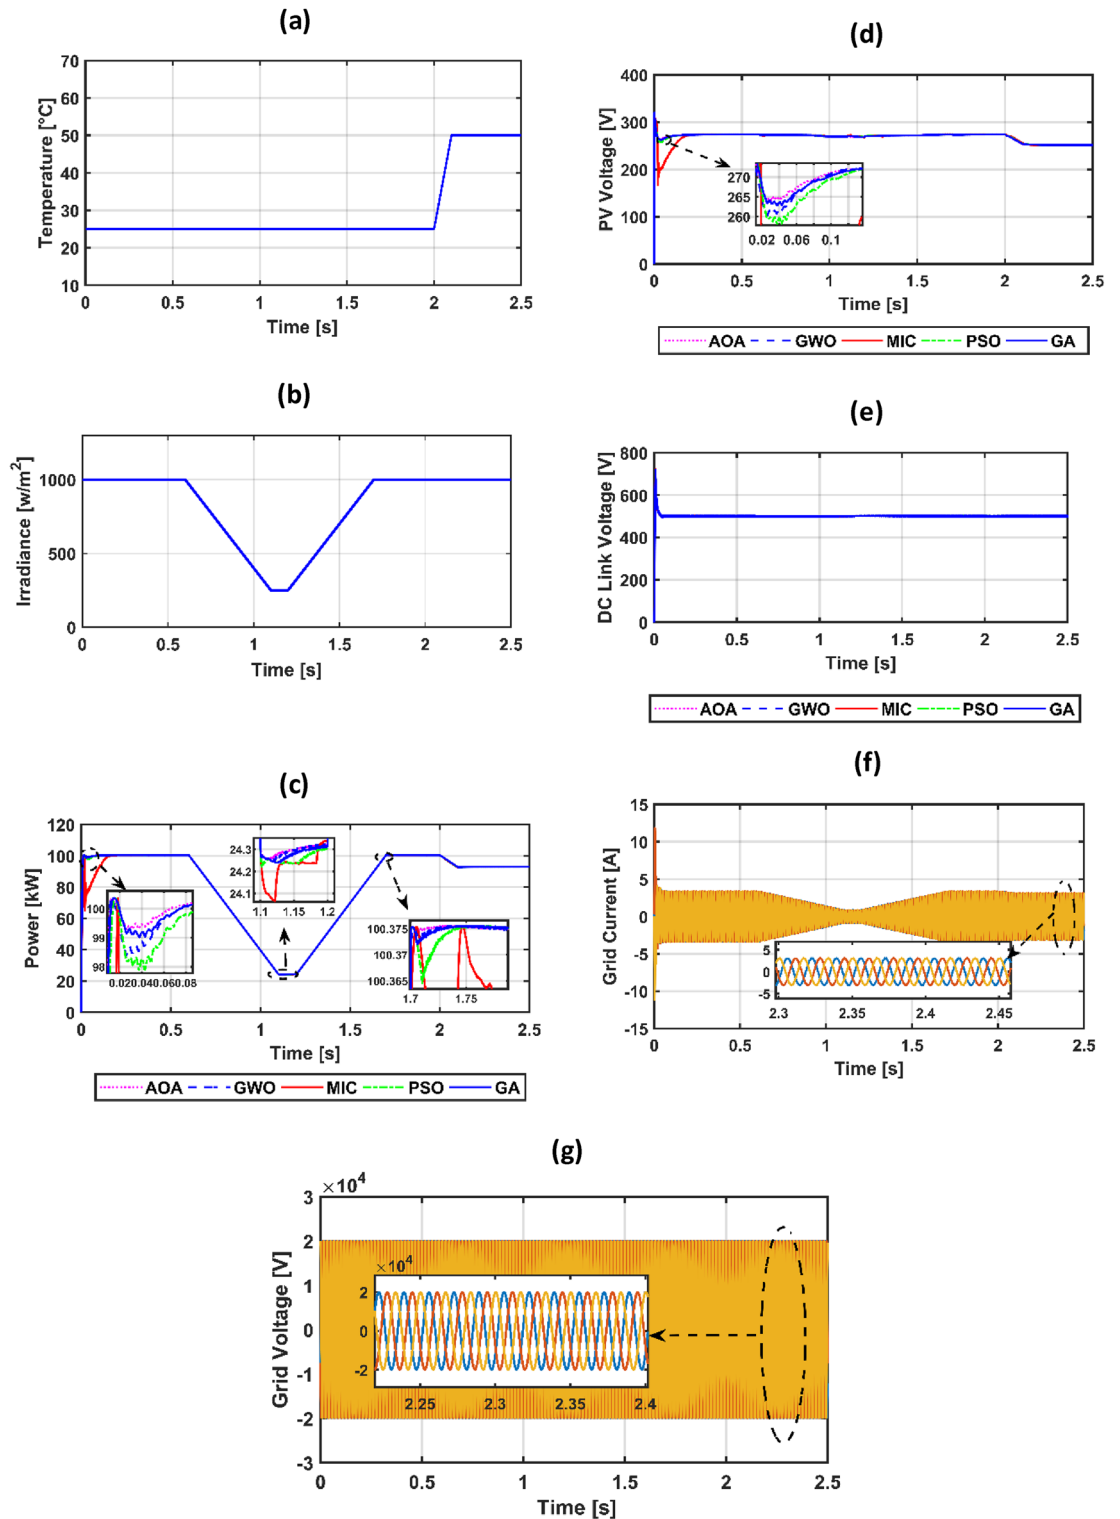 (a)
70
60
50
40
30
20
10
Temperature [°C]
0 0.5 1 1.5 2 2.5
Time [s]
(d)
400
300
200
100
0
PV Voltage [V]
270
265
260
0.02 0.06 0.1
0 0.5 1 1.5 2 2.5
Time [s]
AOA GWO MIC PSO GA
(b)
1000
500
0
Irradiance [w/m²]
0 0.5 1 1.5 2 2.5
Time [s]
(e)
800
600
400
200
0
DC Link Voltage [V]
0 0.5 1 1.5 2 2.5
Time [s]
AOA GWO MIC PSO GA
(c)
120
100
80
60
40
20
0
Power [kW]
100
99
98
0.02 0.04 0.06 0.08
24.3
24.2
24.1
1.1 1.15 1.2
100.375
100.37
100.365
1.7 1.75
0 0.5 1 1.5 2 2.5
Time [s]
AOA GWO MIC PSO GA
(f)
15
10
5
0
-5
-10
-15
Grid Current [A]
5
0
-5
2.3 2.35 2.4 2.45
0 0.5 1 1.5 2 2.5
Time [s]
(g)
×10⁴
3
2
1
0
-1
-2
-3
Grid Voltage [V]
×10⁴
2
0
-2
2.25 2.3 2.35 2.4
0 0.5 1 1.5 2 2.5
Time [s]